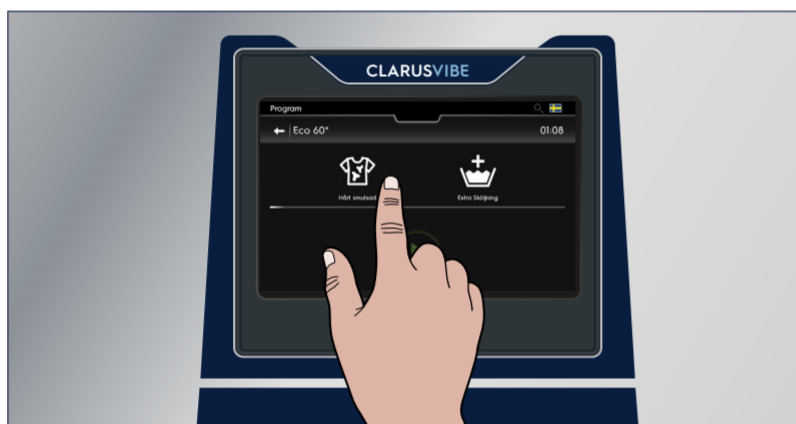 CLARUSVIBE
Program
Eco 60°
01:08
Hårt smutsad
Extra Sköljning